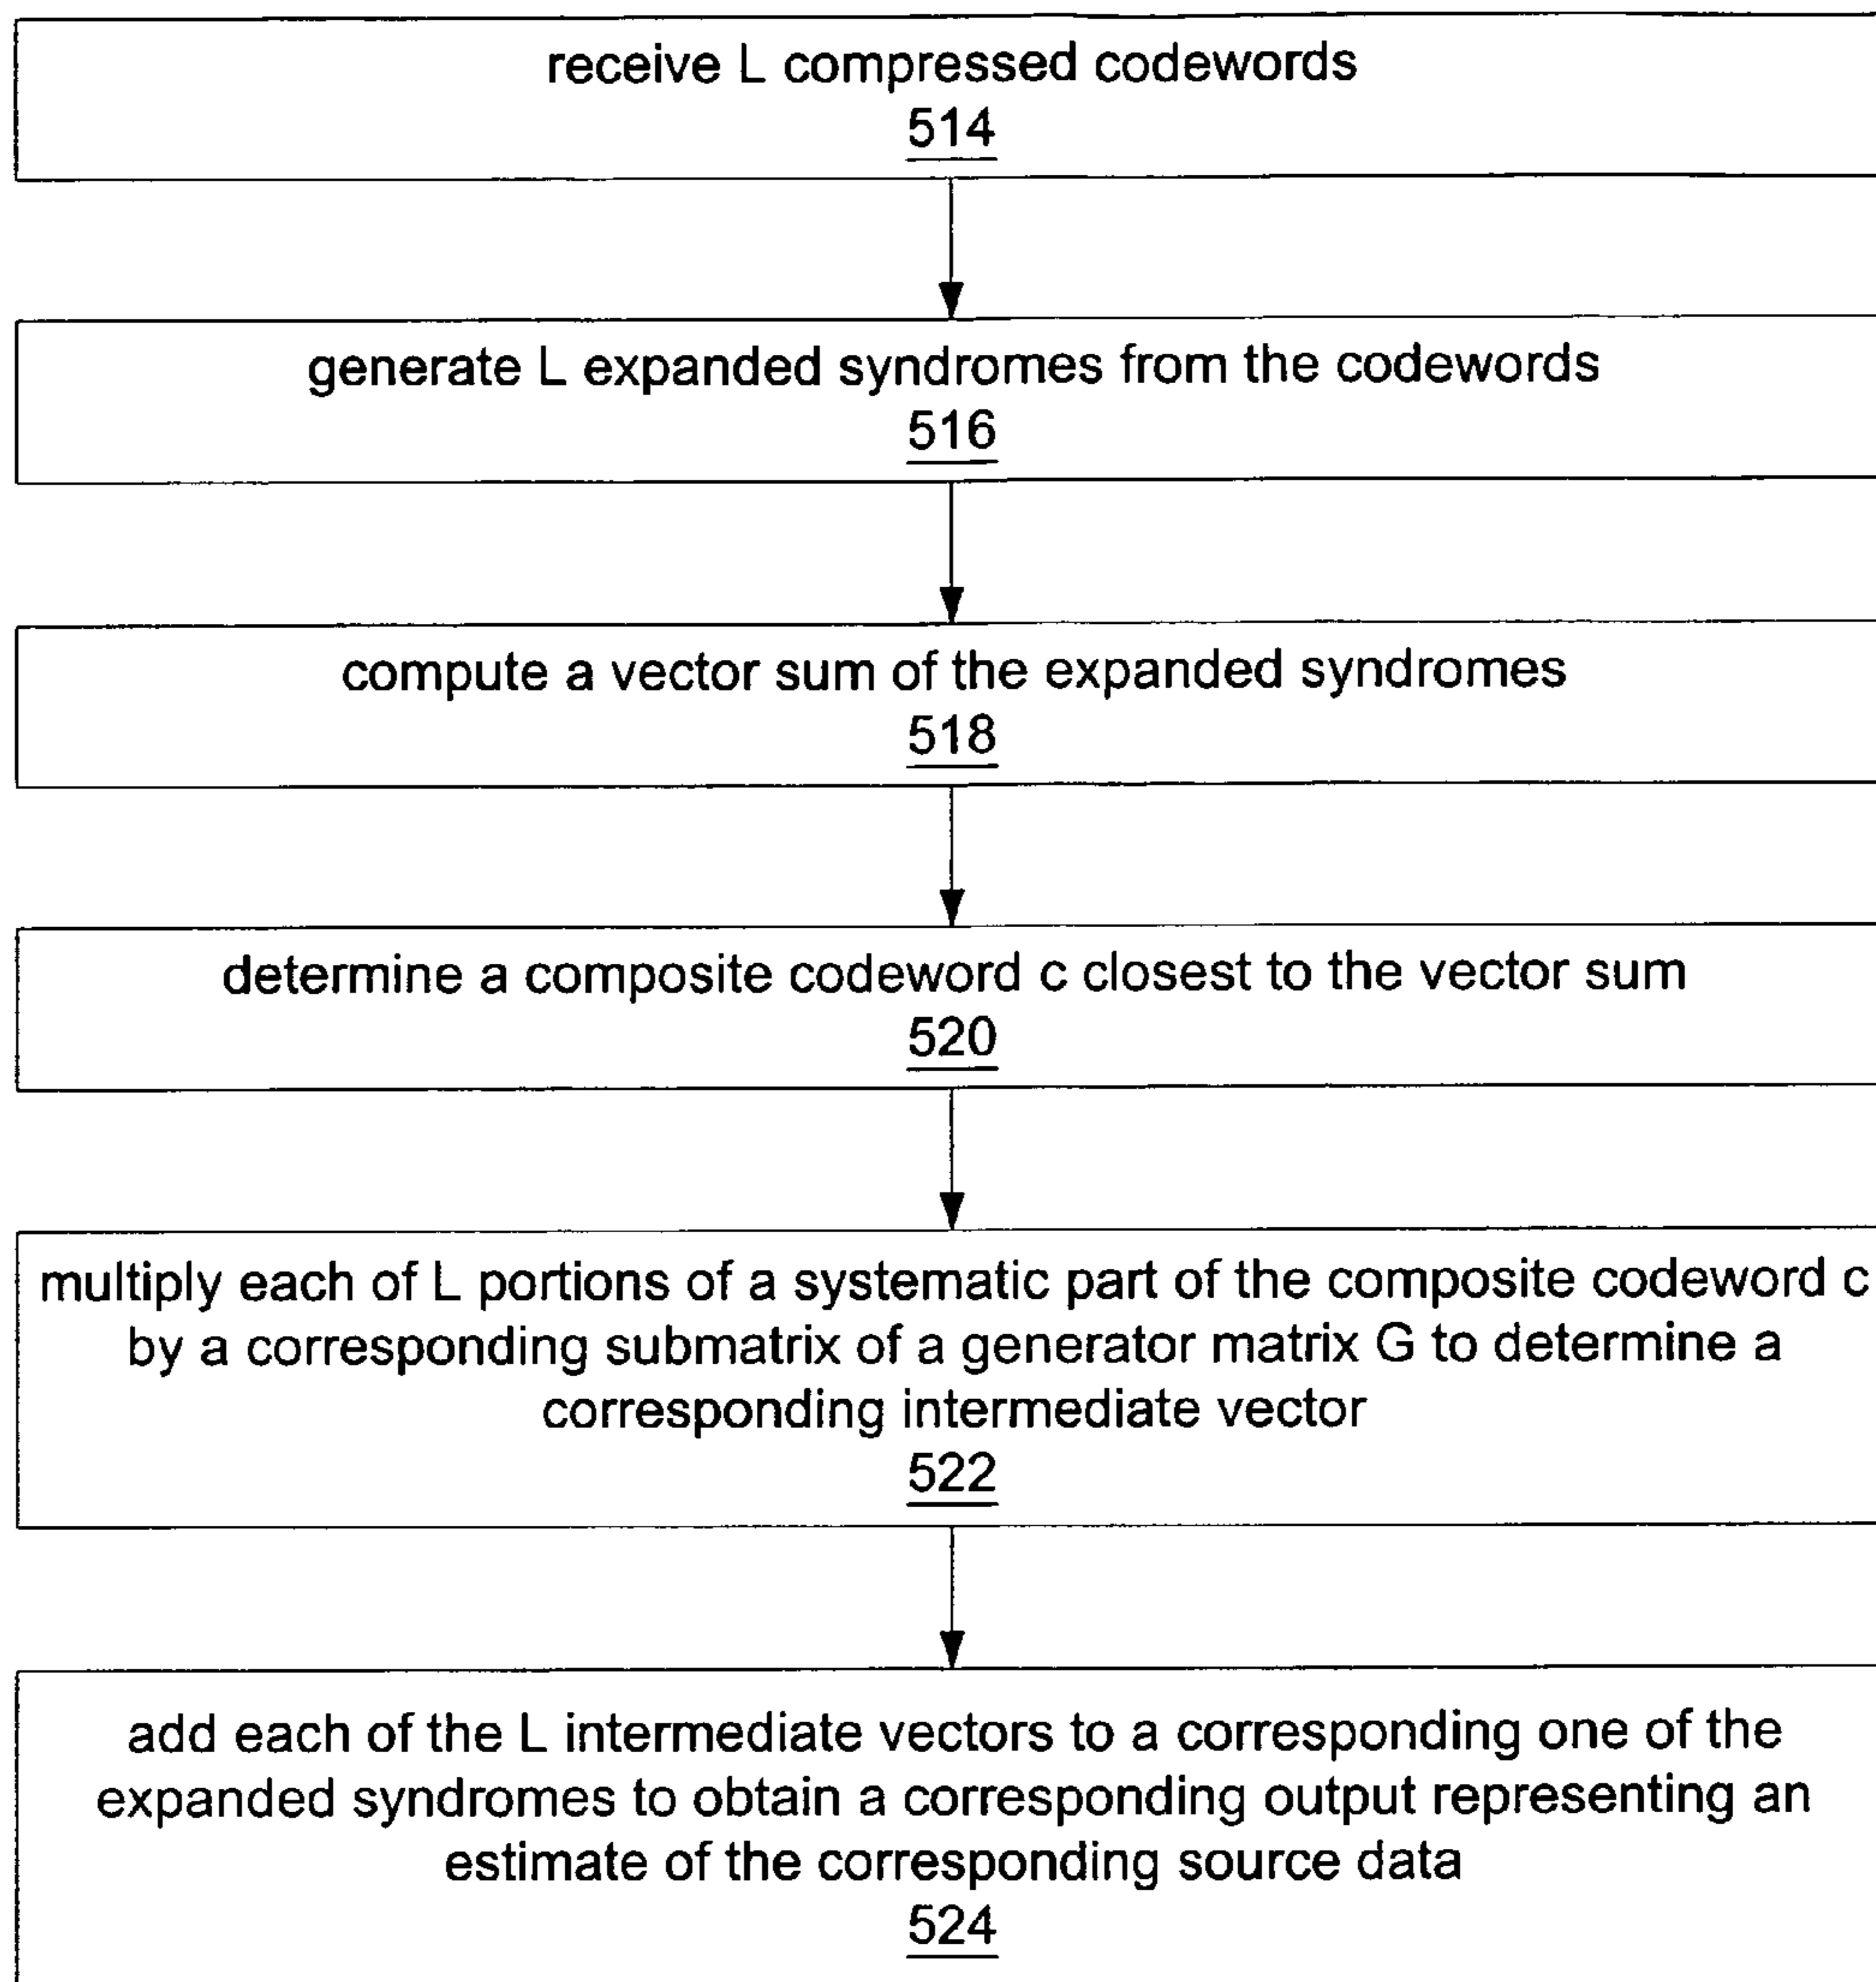 receive L compressed codewords
514
generate L expanded syndromes from the codewords
516
compute a vector sum of the expanded syndromes
518
determine a composite codeword c closest to the vector sum
520
multiply each of L portions of a systematic part of the composite codeword c
by a corresponding submatrix of a generator matrix G to determine a
corresponding intermediate vector
522
add each of the L intermediate vectors to a corresponding one of the
expanded syndromes to obtain a corresponding output representing an
estimate of the corresponding source data
524